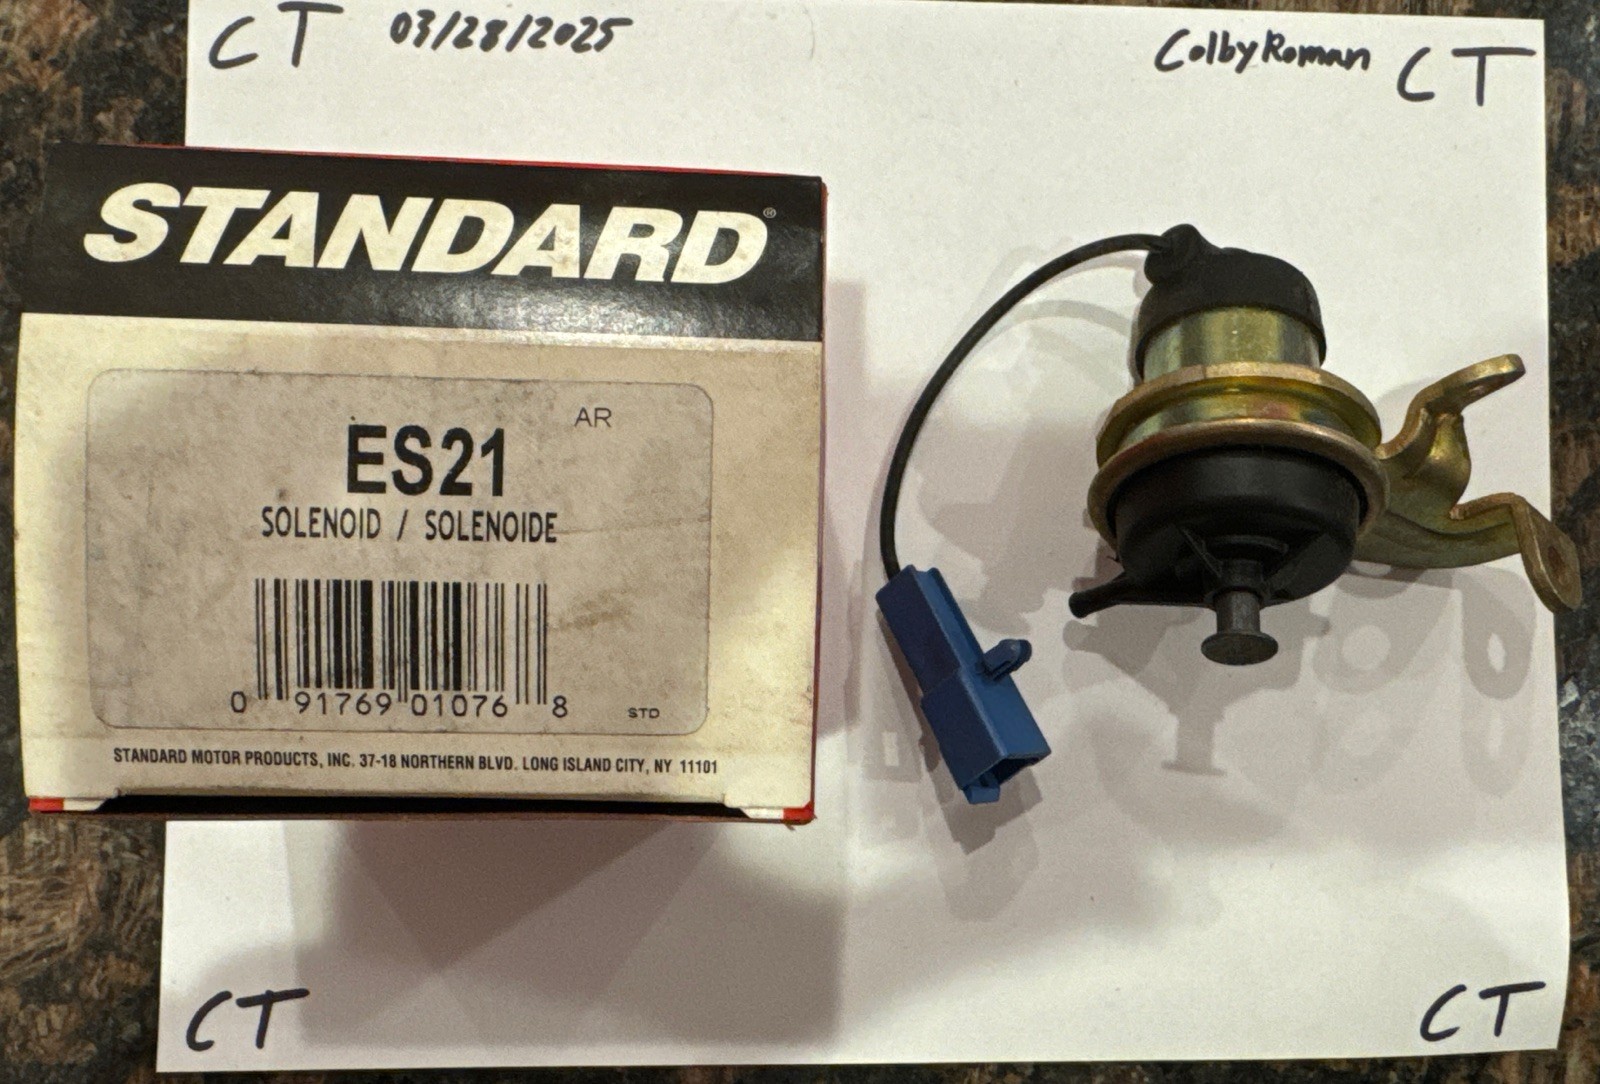 CT 03/28/2025 ColbyRoman CT
STANDARD®
AR
ES21
SOLENOID / SOLENOIDE
0 91769 01076 8
STD
STANDARD MOTOR PRODUCTS, INC. 37-18 NORTHERN BLVD. LONG ISLAND CITY, NY 11101
CT CT